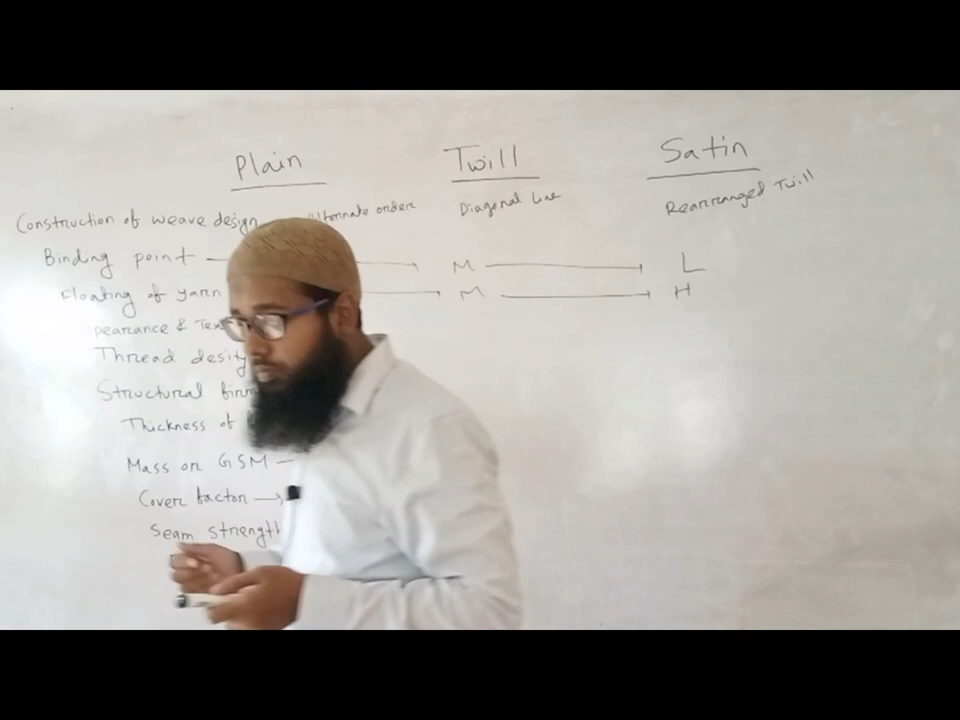 Plain Twill Satin
Construction of weave design Alternate order Diagonal Line Rearranged Twill
Binding point M L
Floating of yarn M H
pearance &
Thread desity
Structural
Thickness of
Mass or GSM
Cover factor
Seam strength